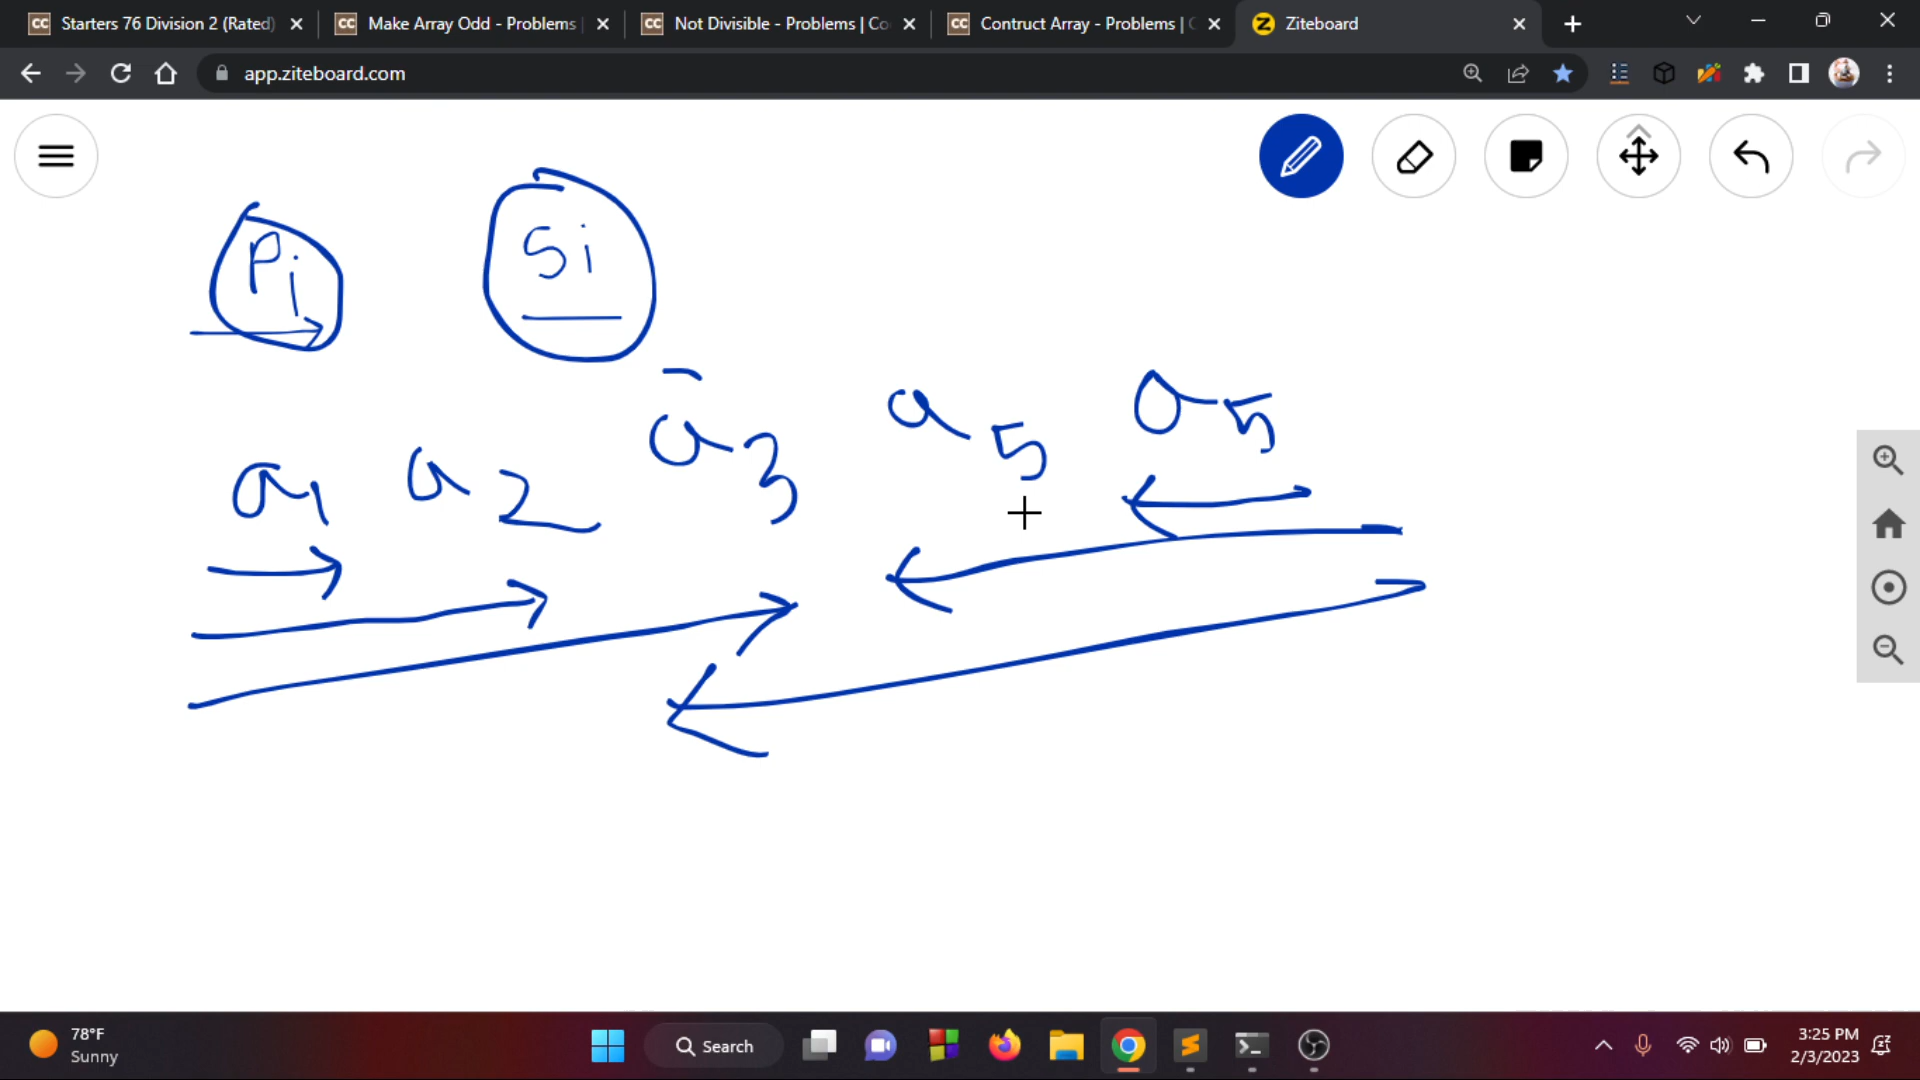 Starters 76 Division 2 (Rated)
Make Array Odd - Problems |
Not Divisible - Problems | Co
Contruct Array - Problems | C
Ziteboard
app.ziteboard.com
Pi
Si
a1 a2 a3 a5 a5
78°F
Sunny
Search
3:25 PM
2/3/2023